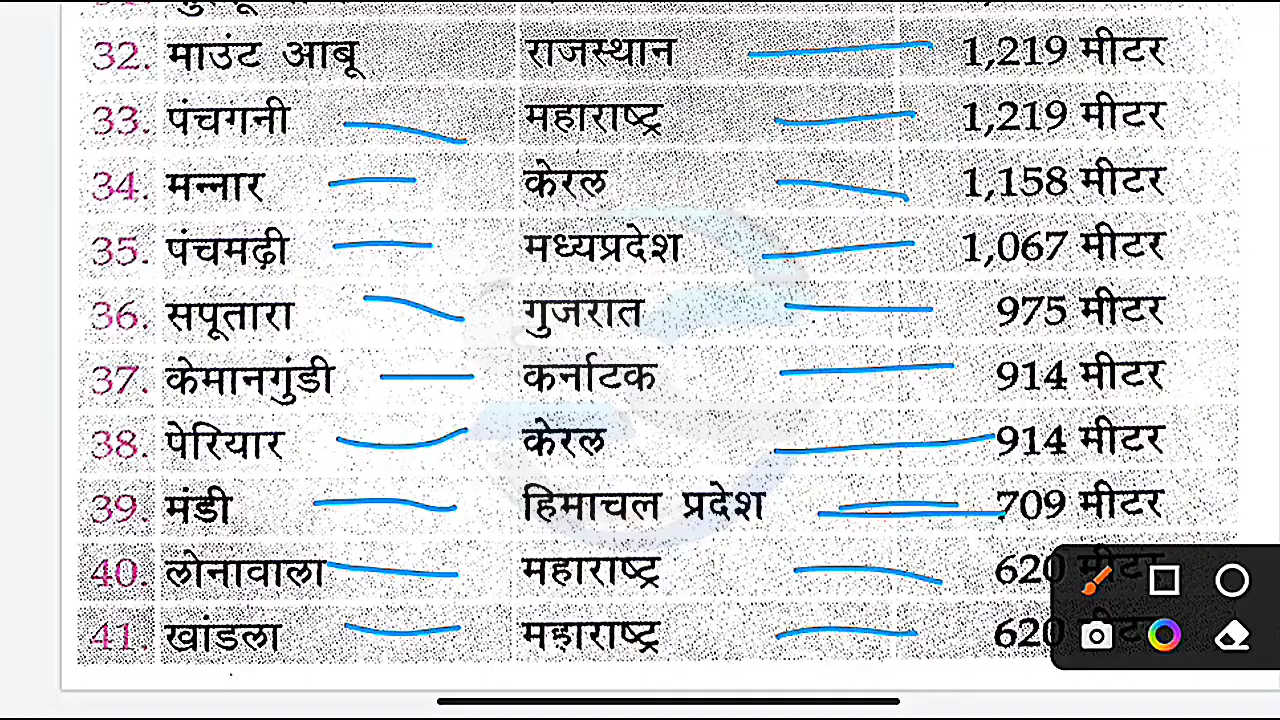 32. माउंट आबू राजस्थान 1,219 मीटर
33. पंचगनी महाराष्ट्र 1,219 मीटर
34. मन्नार केरल 1,158 मीटर
35. पंचमढ़ी मध्यप्रदेश 1,067 मीटर
36. सपूतारा गुजरात 975 मीटर
37. केमानगुंडी कर्नाटक 914 मीटर
38. पेरियार केरल 914 मीटर
39. मंडी हिमाचल प्रदेश 709 मीटर
40. लोनावाला महाराष्ट्र 620 मीटर
41. खांडला महाराष्ट्र 620